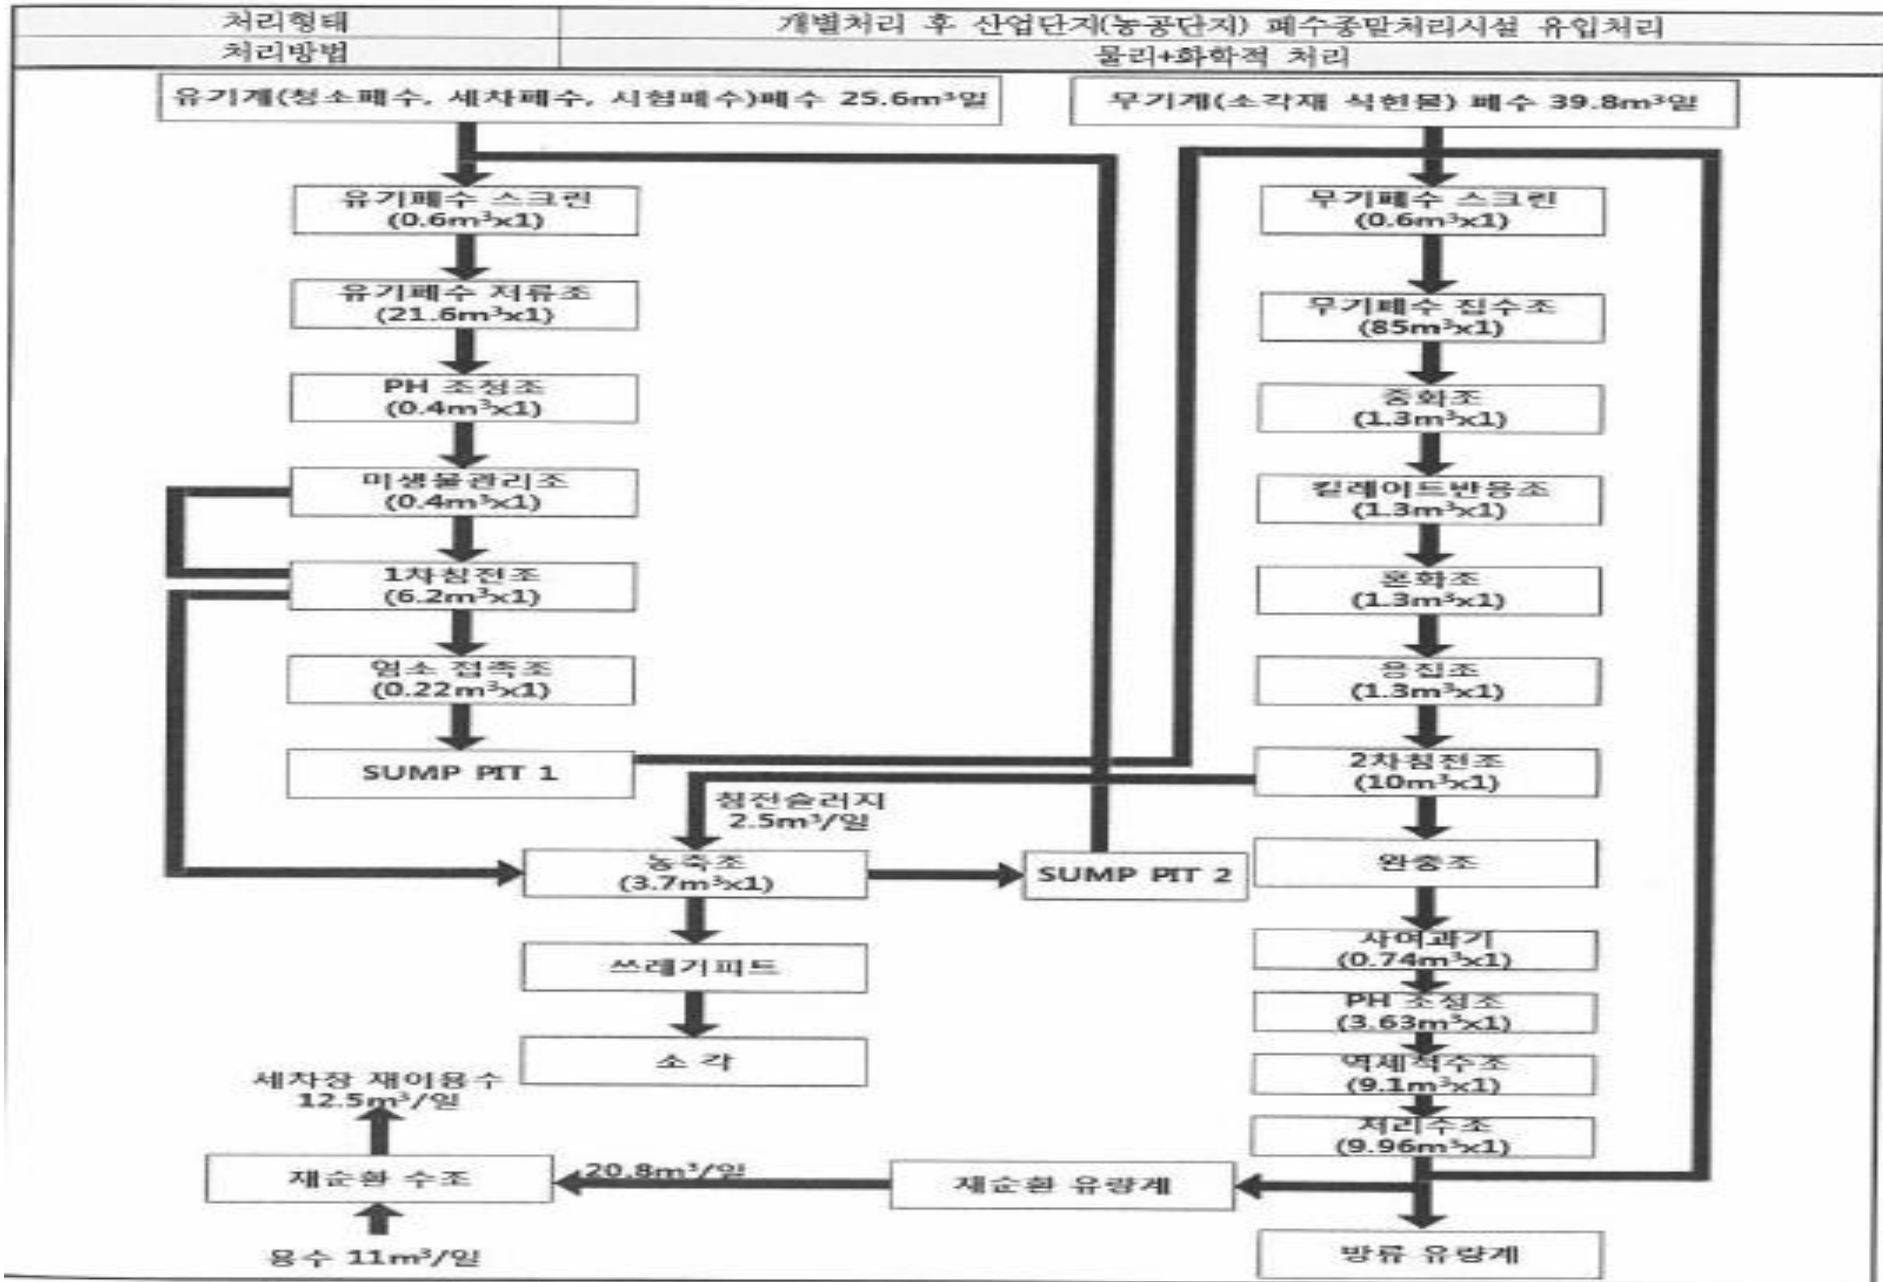 처리형태
개별처리 후 산업단지(농공단지) 폐수종말처리시설 유입처리
처리방법
물리+화학적 처리
유기계(청소폐수, 세차폐수, 시험폐수)폐수 25.6m³일
무기계(소각재 식힌물) 폐수 39.8m³일
유기폐수 스크린
(0.6m³x1)
유기폐수 저류조
(21.6m³x1)
PH 조정조
(0.4m³x1)
미생물관리조
(0.4m³x1)
1차침전조
(6.2m³x1)
염소 접촉조
(0.22m³x1)
SUMP PIT 1
무기폐수 스크린
(0.6m³x1)
무기폐수 집수조
(85m³x1)
중화조
(1.3m³x1)
킬레이트반응조
(1.3m³x1)
혼화조
(1.3m³x1)
응집조
(1.3m³x1)
2차침전조
(10m³x1)
침전슬러지
2.5m³/일
농축조
(3.7m³x1)
SUMP PIT 2
완충조
쓰레기피트
소각
사여과기
(0.74m³x1)
PH 조정조
(3.63m³x1)
역세척수조
(9.1m³x1)
처리수조
(9.96m³x1)
세차장 재이용수
12.5m³/일
재순환 수조
20.8m³/일
재순환 유량계
용수 11m³/일
방류 유량계